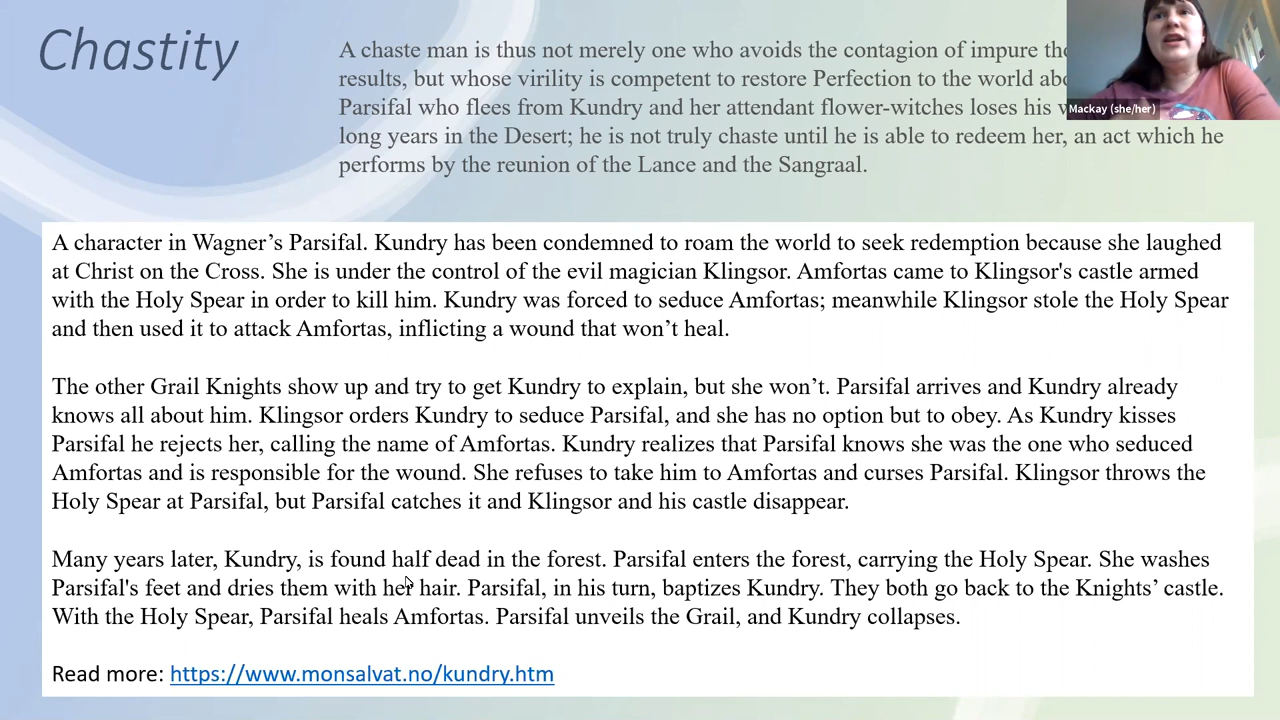 Chastity
A chaste man is thus not merely one who avoids the contagion of impure
results, but whose virility is competent to restore Perfection to the world
Parsifal who flees from Kundry and her attendant flower-witches loses his
long years in the Desert; he is not truly chaste until he is able to redeem her, an act which he
performs by the reunion of the Lance and the Sangraal.
Mackay (she/her)
A character in Wagner’s Parsifal. Kundry has been condemned to roam the world to seek redemption because she laughed
at Christ on the Cross. She is under the control of the evil magician Klingsor. Amfortas came to Klingsor's castle armed
with the Holy Spear in order to kill him. Kundry was forced to seduce Amfortas; meanwhile Klingsor stole the Holy Spear
and then used it to attack Amfortas, inflicting a wound that won’t heal.
The other Grail Knights show up and try to get Kundry to explain, but she won’t. Parsifal arrives and Kundry already
knows all about him. Klingsor orders Kundry to seduce Parsifal, and she has no option but to obey. As Kundry kisses
Parsifal he rejects her, calling the name of Amfortas. Kundry realizes that Parsifal knows she was the one who seduced
Amfortas and is responsible for the wound. She refuses to take him to Amfortas and curses Parsifal. Klingsor throws the
Holy Spear at Parsifal, but Parsifal catches it and Klingsor and his castle disappear.
Many years later, Kundry, is found half dead in the forest. Parsifal enters the forest, carrying the Holy Spear. She washes
Parsifal's feet and dries them with her hair. Parsifal, in his turn, baptizes Kundry. They both go back to the Knights’ castle.
With the Holy Spear, Parsifal heals Amfortas. Parsifal unveils the Grail, and Kundry collapses.
Read more: https://www.monsalvat.no/kundry.htm